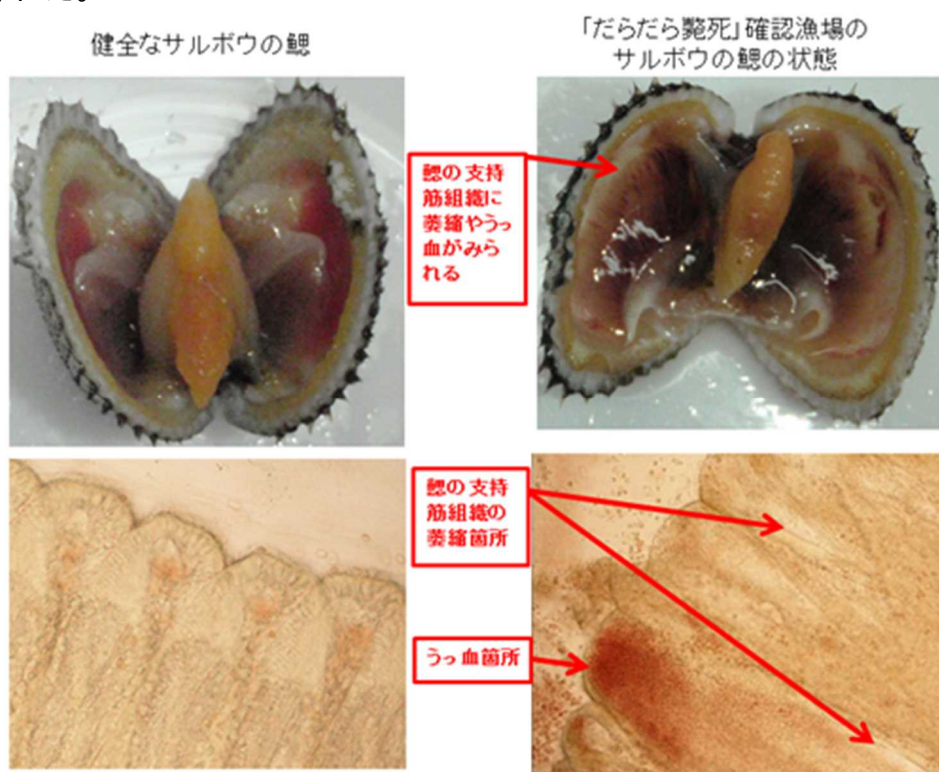 健全なサルボウの鰓
「だらだら斃死」確認漁場の
サルボウの鰓の状態
鰓の支持
筋組織に
萎縮やうっ
血がみら
れる
鰓の支持
筋組織の
萎縮箇所
うっ血箇所